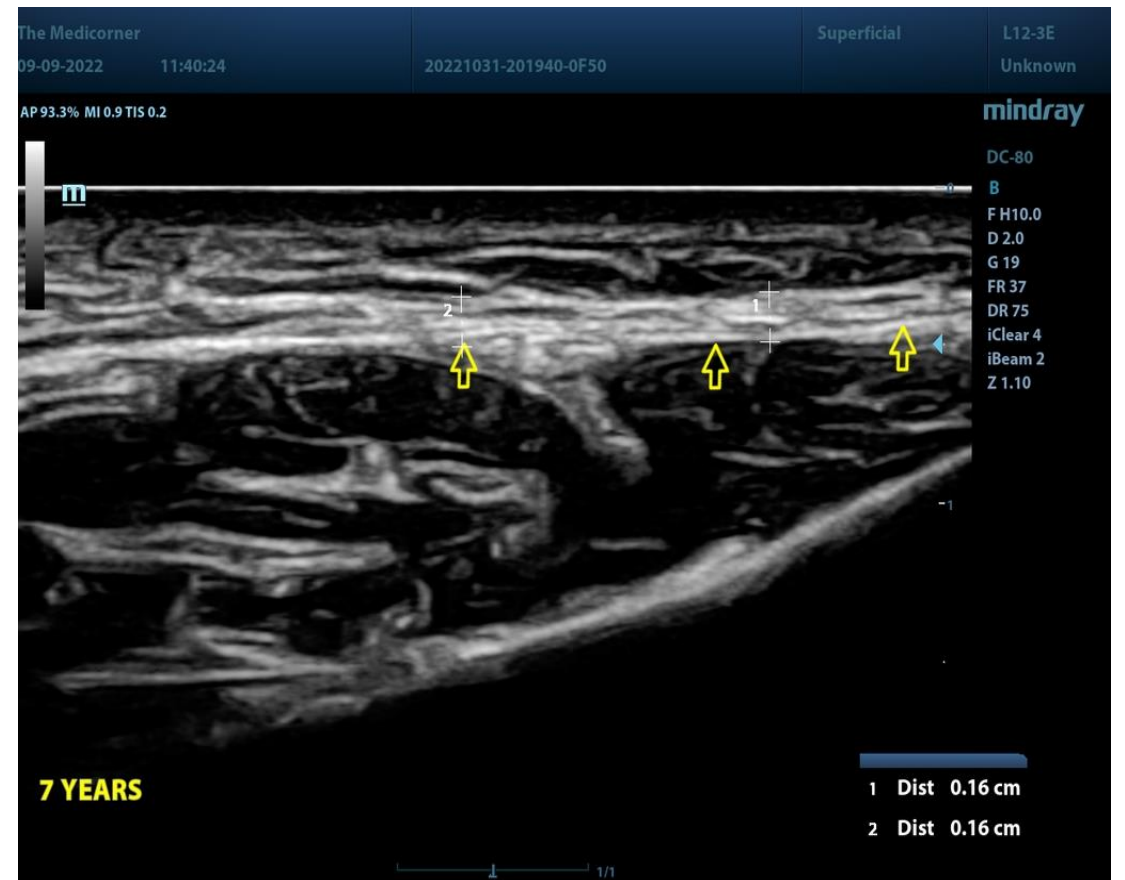 The Medicorner Superficial L12-3E
09-09-2022 11:40:24 20221031-201940-0F50 Unknown
AP 93.3% MI 0.9 TIS 0.2
mindray
DC-80
m
0
B
F H10.0
D 2.0
G 19
FR 37
DR 75
iClear 4
iBeam 2
Z 1.10
2
1
1
7 YEARS
1 Dist 0.16 cm
2 Dist 0.16 cm
1/1